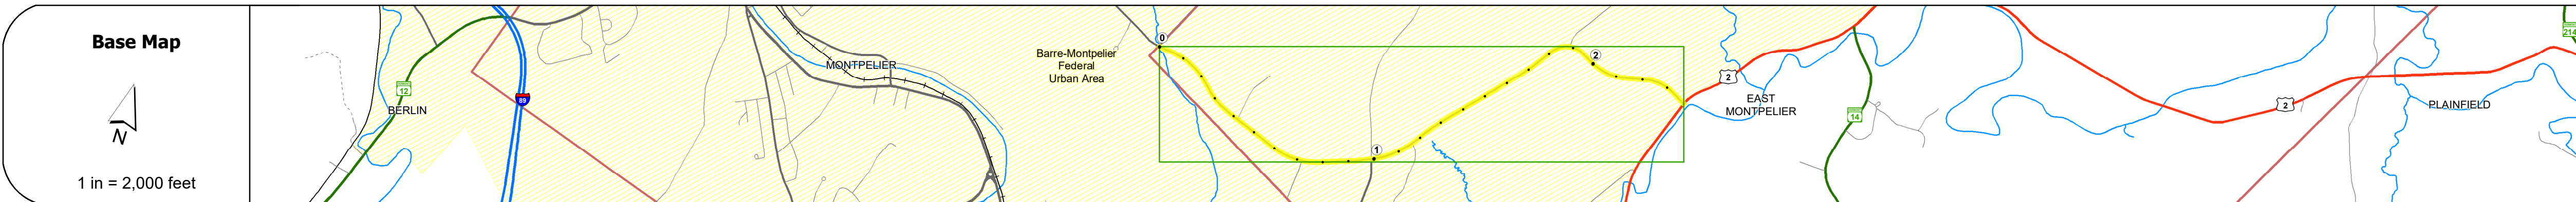 Base Map
N
1 in = 2,000 feet
12
BERLIN
89
MONTPELIER
Barre-Montpelier
Federal
Urban Area
0
1
2
2
EAST
MONTPELIER
14
2
PLAINFIELD
214